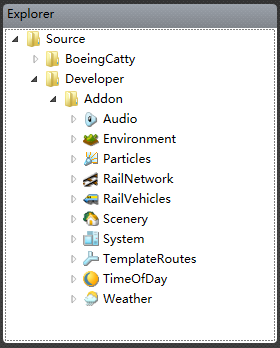 Explorer
Source
BoeingCatty
Developer
Addon
Audio
Environment
Particles
RailNetwork
RailVehicles
Scenery
System
TemplateRoutes
TimeOfDay
Weather